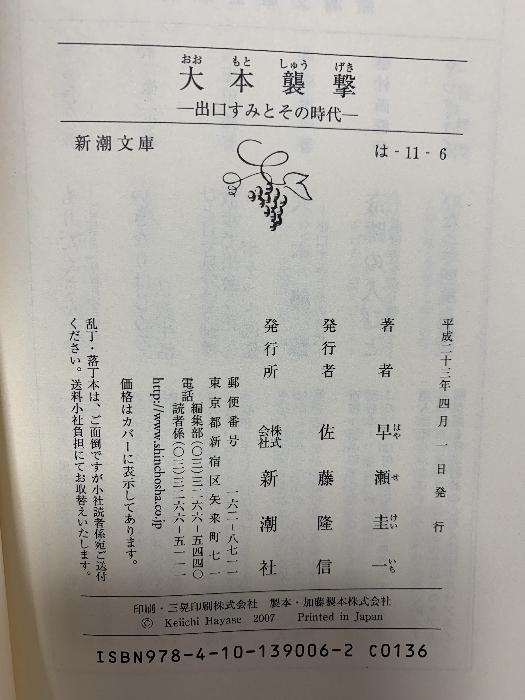 おお もと しゅう げき
大本襲撃
―出口すみとその時代―
新潮文庫
は-11-6
平成二十三年四月一日発行
著者 早瀬圭一
はや せ けい いち
発行者 佐藤隆信
発行所 株式会社 新潮社
郵便番号 一六二―八七一一
東京都新宿区矢来町七一
電話 編集部(〇三)三二六六―五四四〇
読者係(〇三)三二六六―五一一一
http://www.shinchosha.co.jp
価格はカバーに表示してあります。
乱丁・落丁本は、ご面倒ですが小社読者係宛ご送付
ください。送料小社負担にてお取替えいたします。
印刷・三晃印刷株式会社 製本・加藤製本株式会社
© Keiichi Hayase 2007 Printed in Japan
ISBN978-4-10-139006-2 C0136